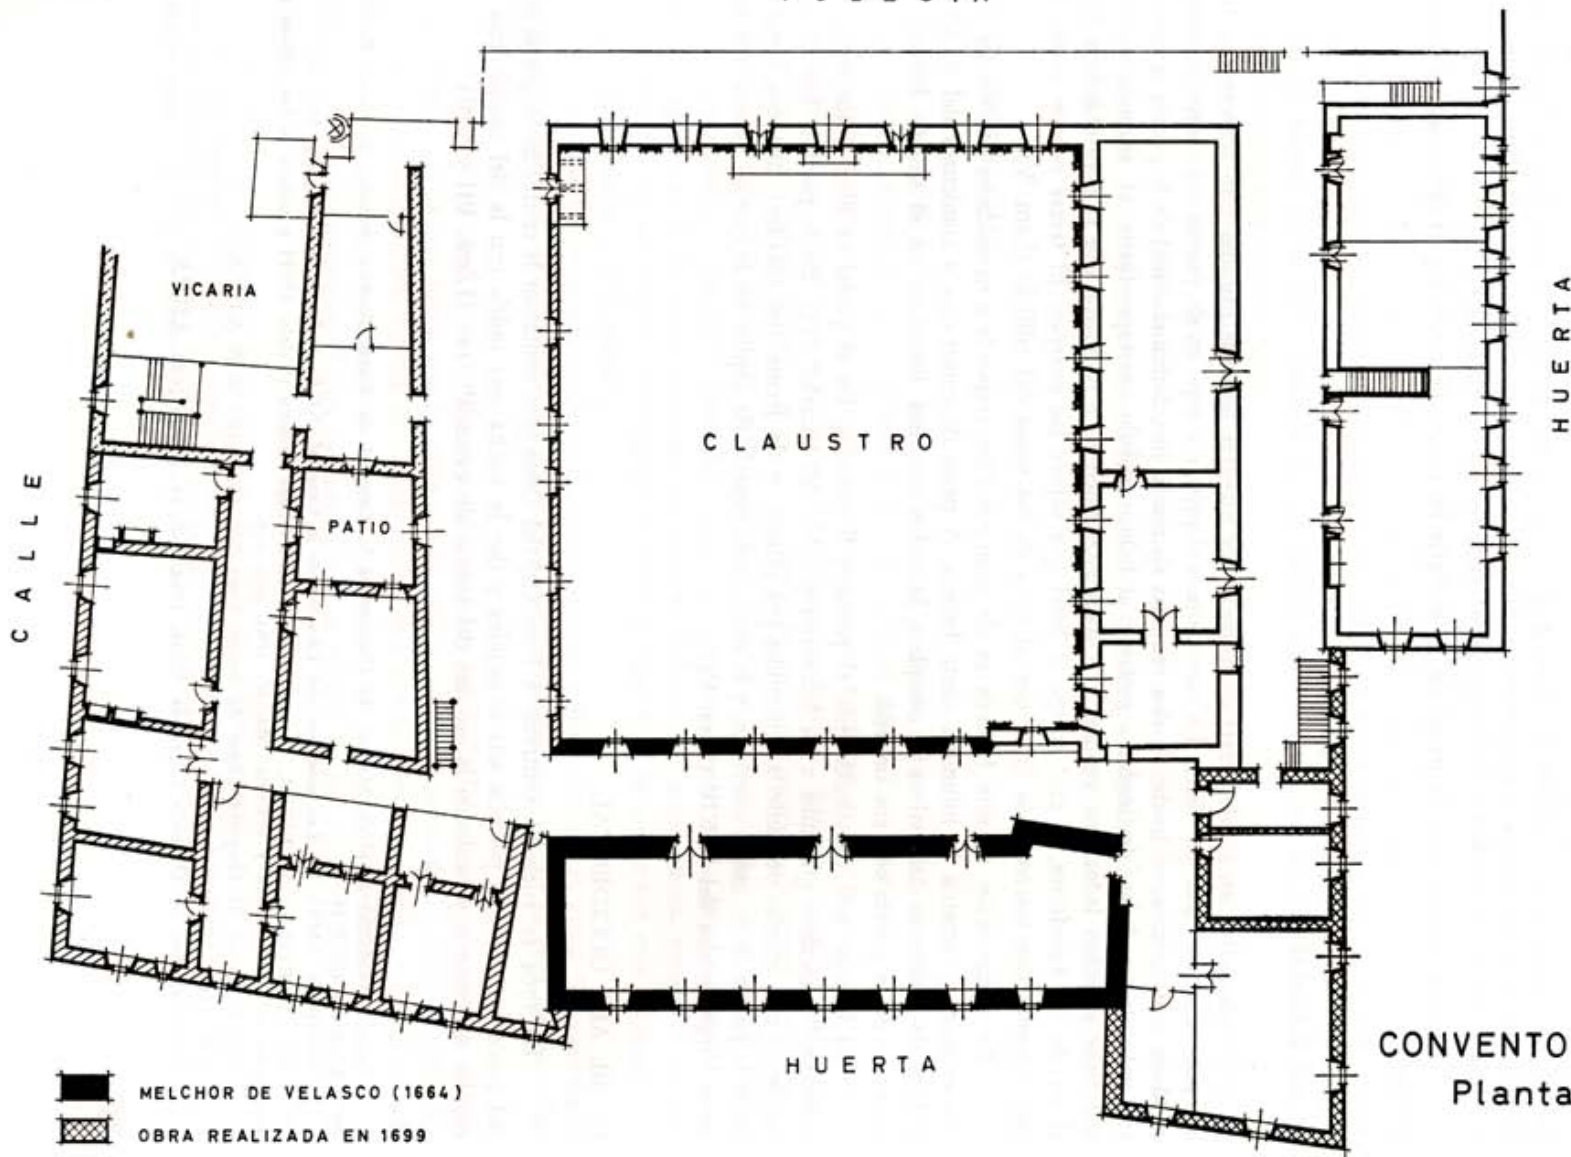 VICARIA
PATIO
CLAUSTRO
CALLE
HUERTA
HUERTA
CONVENTO
Planta
MELCHOR DE VELASCO (1664)
OBRA REALIZADA EN 1699